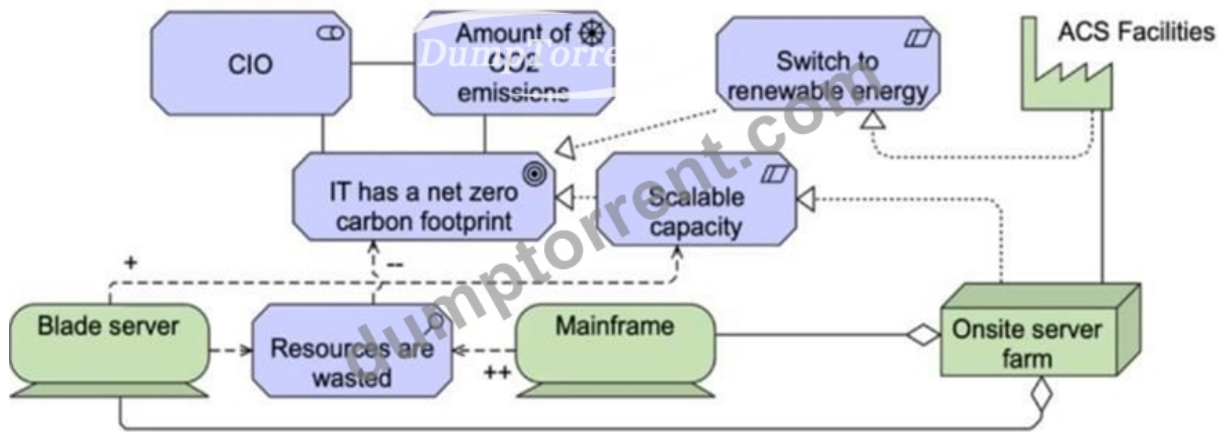 CIO
Amount of
CO2
emissions
DumpTorre
Switch to
renewable energy
ACS Facilities
IT has a net zero
carbon footprint
Scalable
capacity
+
--
Blade server
Resources are
wasted
++
Mainframe
Onsite server
farm
dumptorrent.com